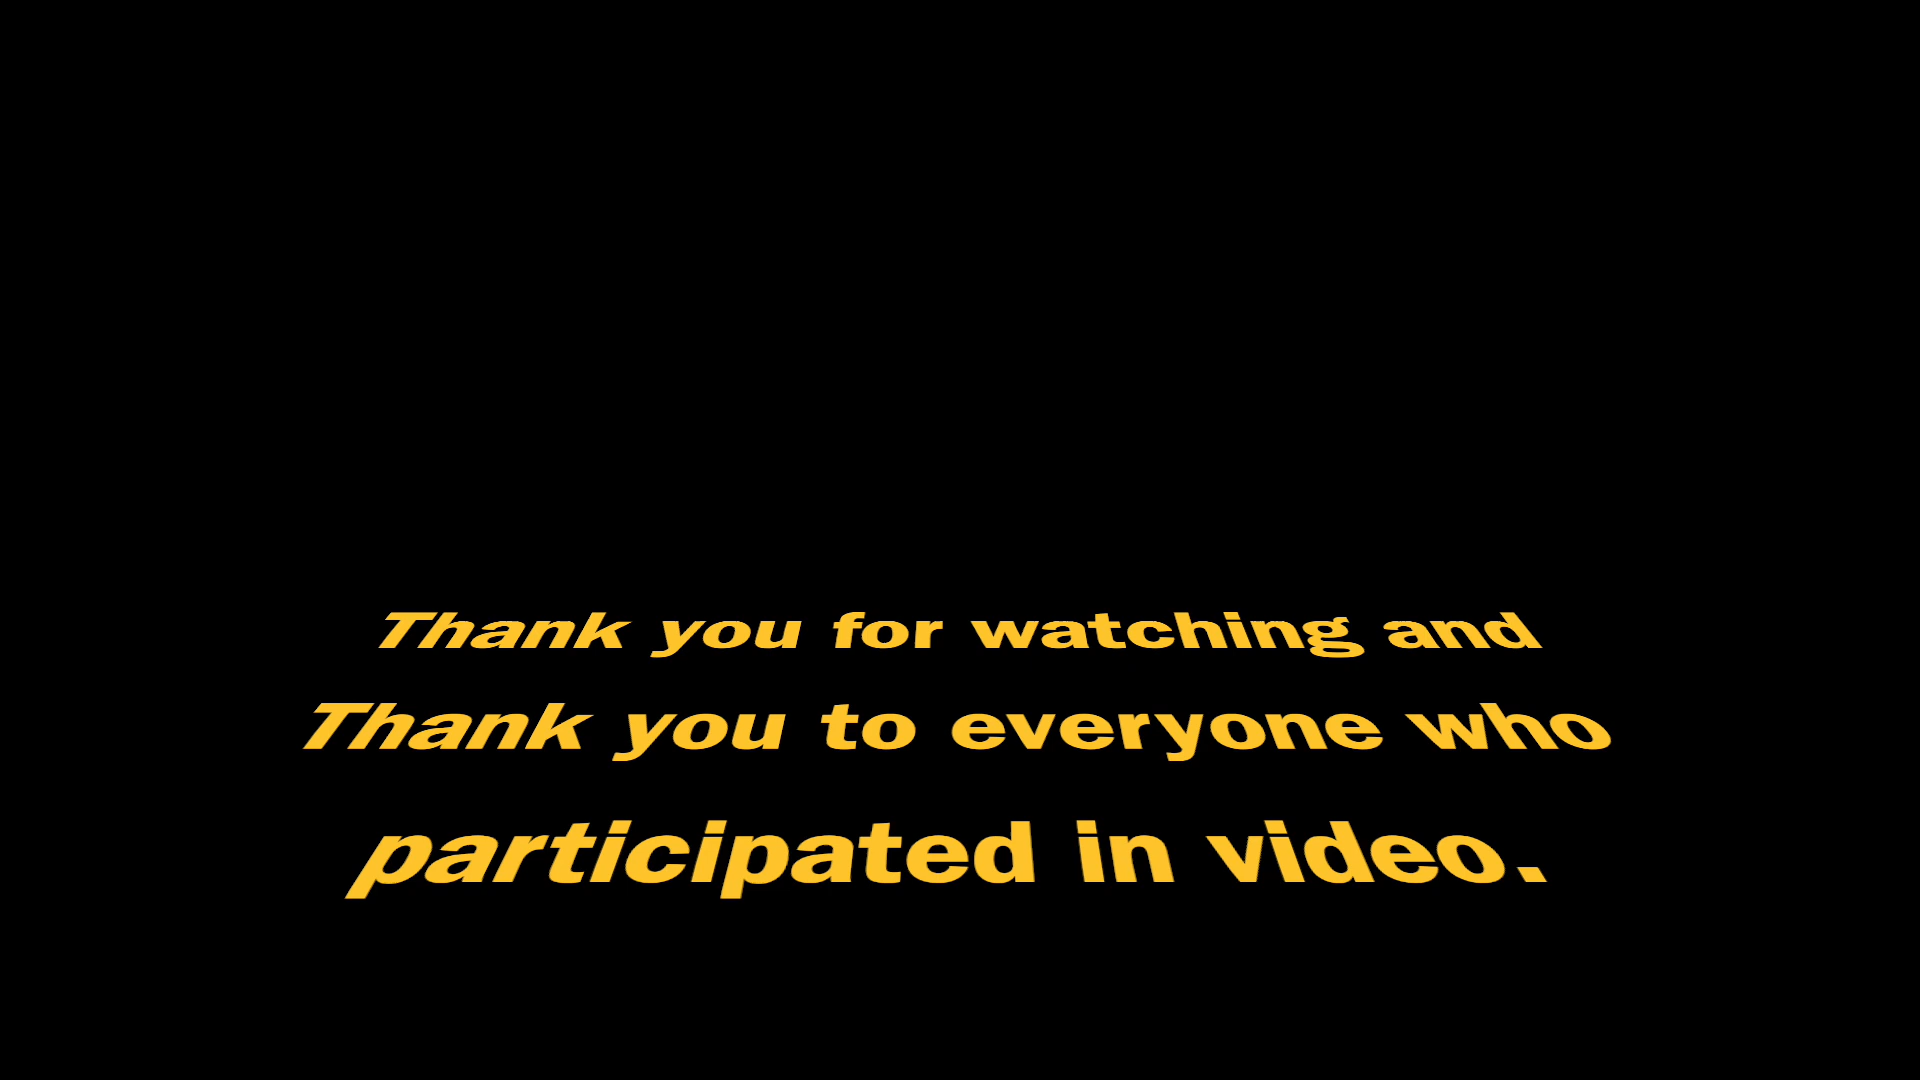 Thank you for watching and
Thank you to everyone who
participated in video.